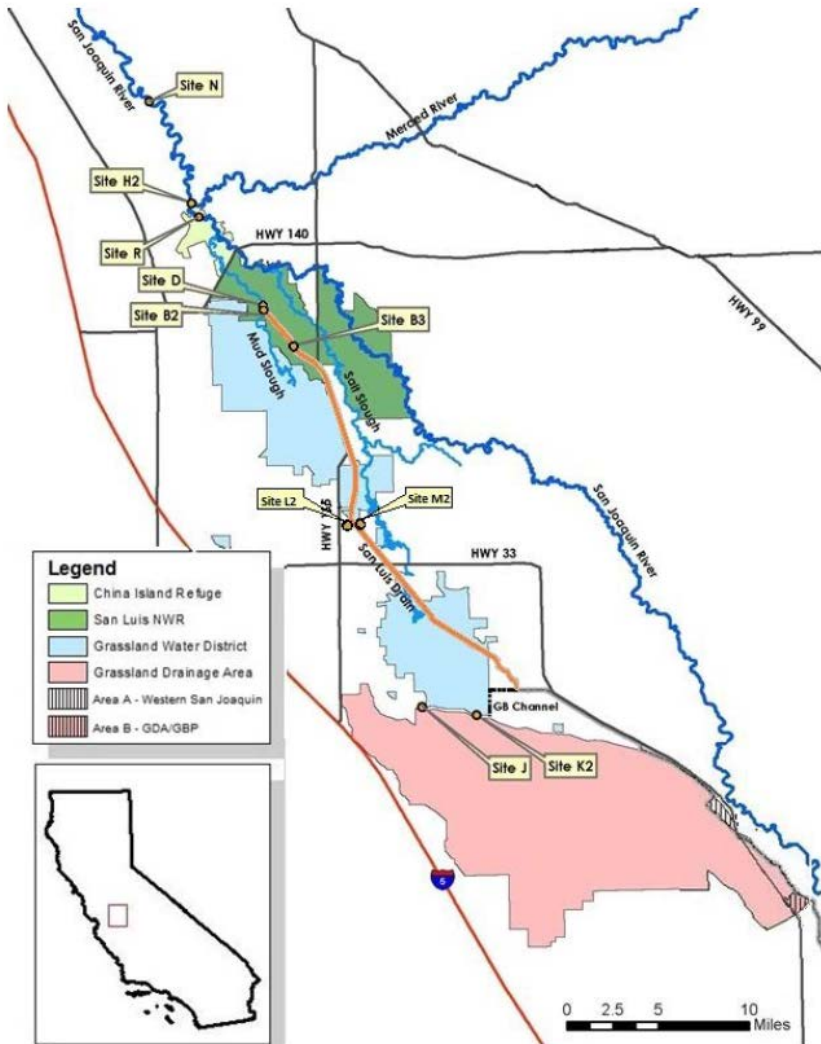 San Joaquin River
Site N
Merced River
Site H2
Site R
HWY 140
Site D
Site B2
Site B3
HWY 99
Mud Slough
Salt Slough
Site L2
Site M2
HWY
San Joaquin River
HWY 33
San Luis Drain
Legend
China Island Refuge
San Luis NWR
Grassland Water District
Grassland Drainage Area
Area A - Western San Joaquin
Area B - GDA/GBP
GB Channel
Site J
Site K2
5
0 2.5 5 10
Miles